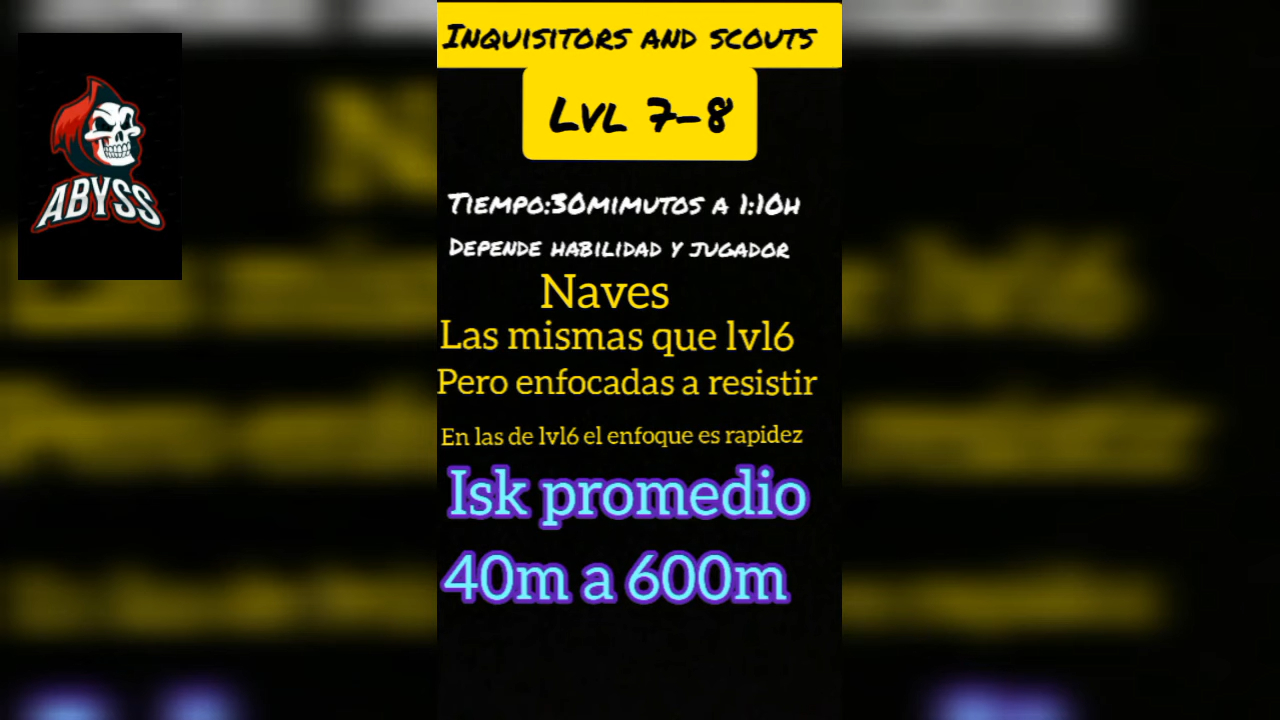 INQUISITORS AND SCOUTS
LVL 7-8
ABYSS
TIEMPO:30MIMUTOS A 1:10H
DEPENDE HABILIDAD Y JUGADOR
Naves
Las mismas que lvl6
Pero enfocadas a resistir
En las de lvl6 el enfoque es rapidez
Isk promedio
40m a 600m